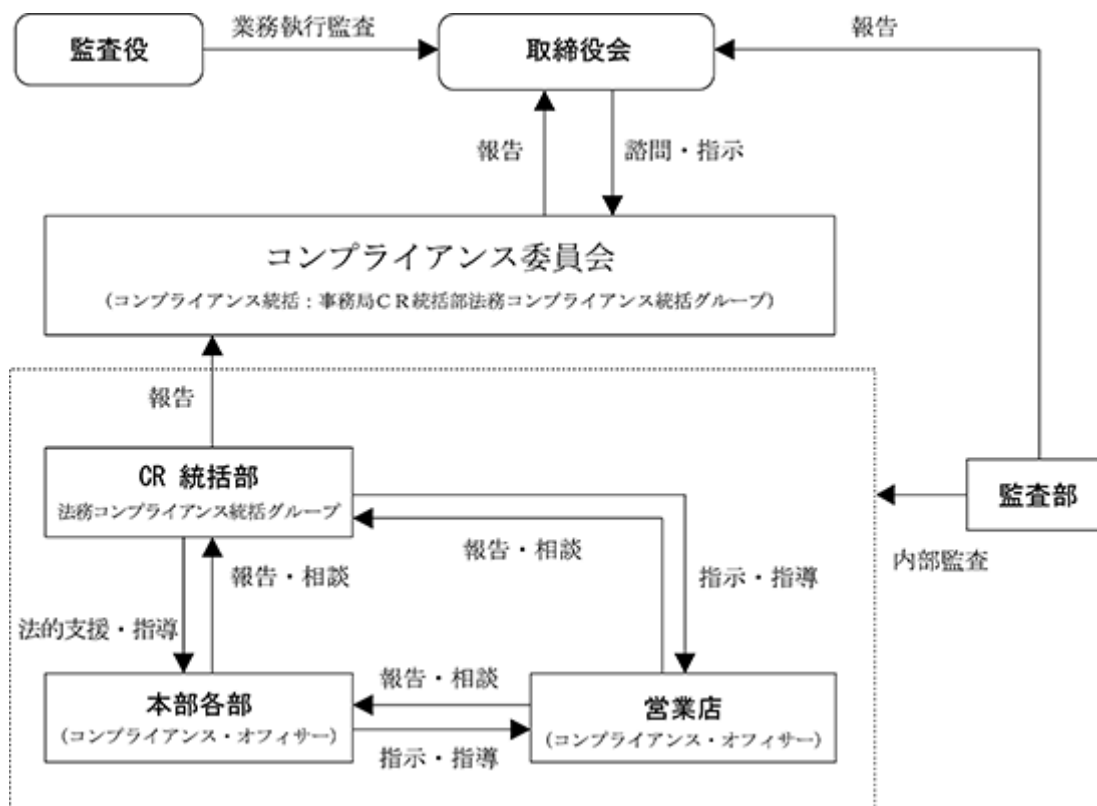 監査役
業務執行監査
取締役会
報告
報告
諮問・指示
コンプライアンス委員会
（コンプライアンス統括：事務局ＣＲ統括部法務コンプライアンス統括グループ）
報告
CR 統括部
法務コンプライアンス統括グループ
監査部
内部監査
報告・相談
報告・相談
指示・指導
法的支援・指導
本部各部
（コンプライアンス・オフィサー）
報告・相談
指示・指導
営業店
（コンプライアンス・オフィサー）